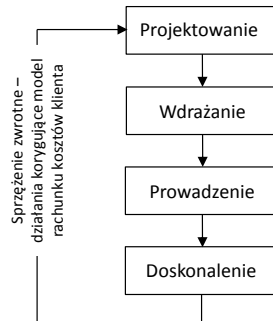 Projektowanie
Wdrażanie
Prowadzenie
Doskonalenie
Sprzężenie zwrotne –
działania korygujące model
rachunku kosztów klienta